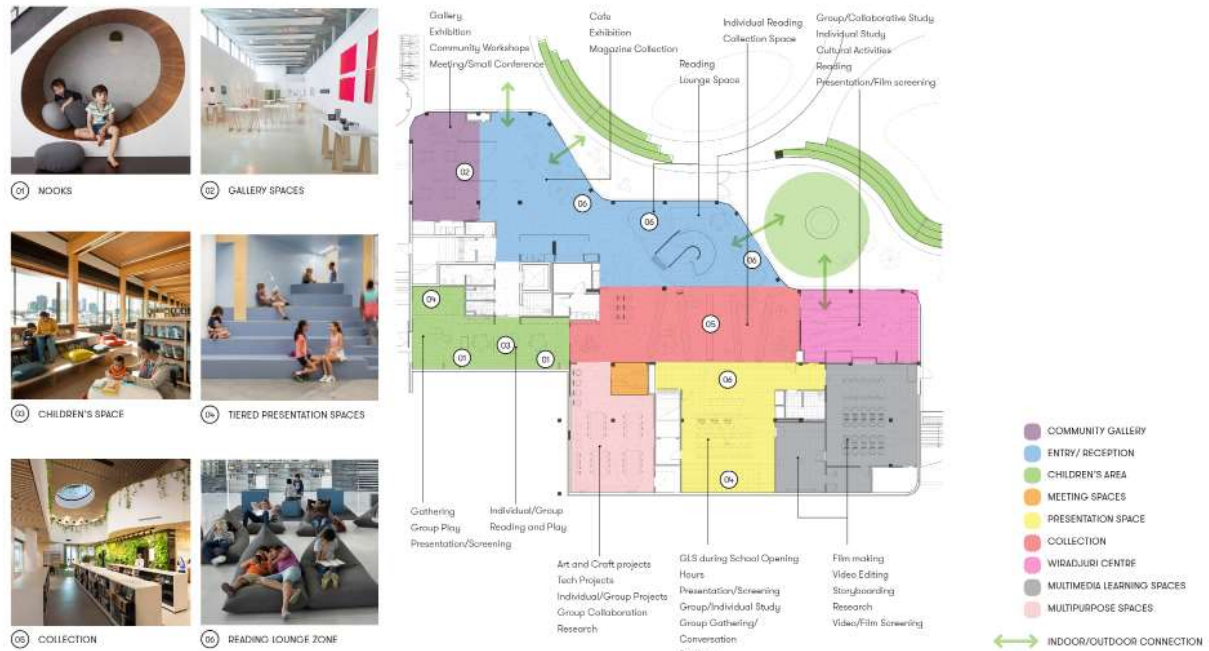 01 NOOKS
02 GALLERY SPACES
03 CHILDREN'S SPACE
04 TIERED PRESENTATION SPACES
05 COLLECTION
06 READING LOUNGE ZONE
Gallery
Exhibition
Community Workshops
Meeting/Small Conference
Cafe
Exhibition
Magazine Collection
Reading
Lounge Space
Individual Reading
Collection Space
Group/Collaborative Study
Individual Study
Cultural Activities
Reading
Presentation/Film screening
02
06
06
06
04
01
03
01
05
06
04
Gathering
Group Play
Presentation/Screening
Individual/Group
Reading and Play
Art and Craft projects
Tech Projects
Individual/Group Projects
Group Collaboration
Research
GLS during School Opening
Hours
Presentation/Screening
Group/Individual Study
Group Gathering/
Conversation
Film making
Video Editing
Storyboarding
Research
Video/Film Screening
COMMUNITY GALLERY
ENTRY/ RECEPTION
CHILDREN'S AREA
MEETING SPACES
PRESENTATION SPACE
COLLECTION
WIRADJURI CENTRE
MULTIMEDIA LEARNING SPACES
MULTIPURPOSE SPACES
INDOOR/OUTDOOR CONNECTION